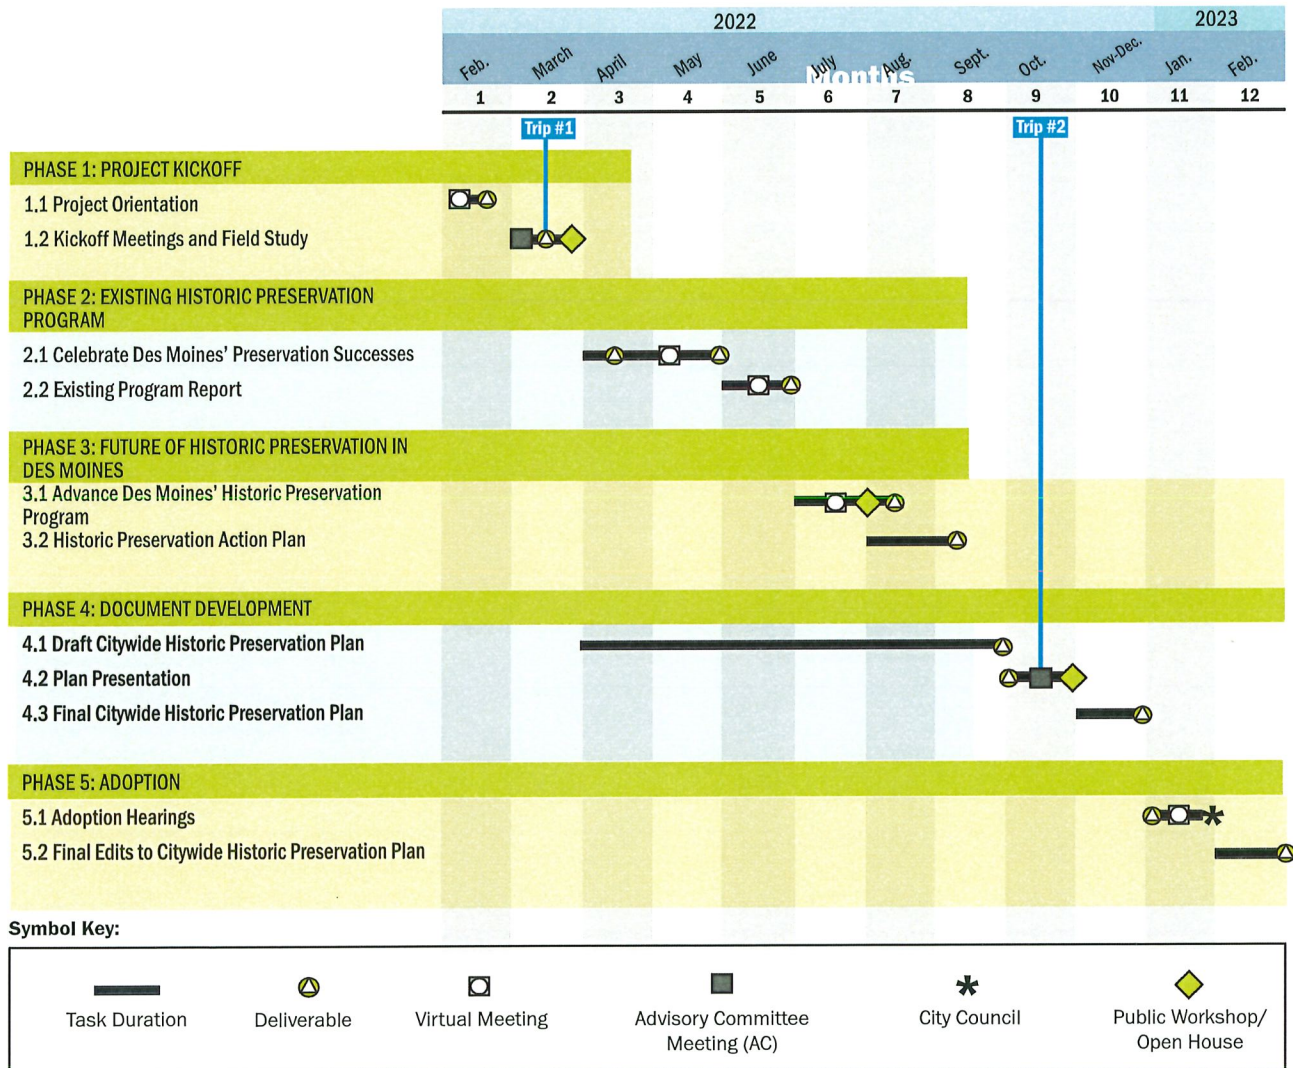 2022
2023
Feb.
March
April
May
June
July
Aug.
Sept.
Oct.
Nov-Dec.
Jan.
Feb.
Months
1
2
3
4
5
6
7
8
9
10
11
12
Trip #1
Trip #2
PHASE 1: PROJECT KICKOFF
1.1 Project Orientation
1.2 Kickoff Meetings and Field Study
PHASE 2: EXISTING HISTORIC PRESERVATION
PROGRAM
2.1 Celebrate Des Moines' Preservation Successes
2.2 Existing Program Report
PHASE 3: FUTURE OF HISTORIC PRESERVATION IN
DES MOINES
3.1 Advance Des Moines' Historic Preservation
Program
3.2 Historic Preservation Action Plan
PHASE 4: DOCUMENT DEVELOPMENT
4.1 Draft Citywide Historic Preservation Plan
4.2 Plan Presentation
4.3 Final Citywide Historic Preservation Plan
PHASE 5: ADOPTION
5.1 Adoption Hearings
5.2 Final Edits to Citywide Historic Preservation Plan
Symbol Key:
Task Duration
Deliverable
Virtual Meeting
Advisory Committee
Meeting (AC)
City Council
Public Workshop/
Open House